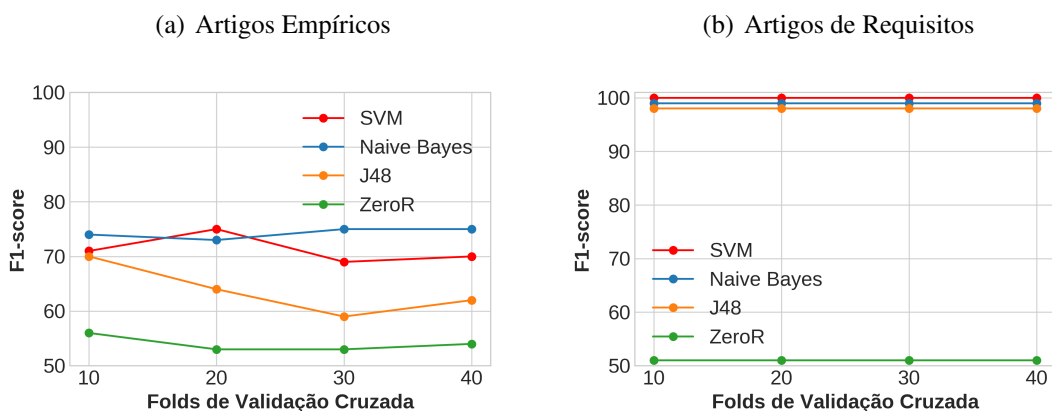 (a) Artigos Empíricos
100
90
80
70
60
50
10
20
30
40
F1-score
Folds de Validação Cruzada
SVM
Naive Bayes
J48
ZeroR
(b) Artigos de Requisitos
100
90
80
70
60
50
10
20
30
40
F1-score
Folds de Validação Cruzada
SVM
Naive Bayes
J48
ZeroR